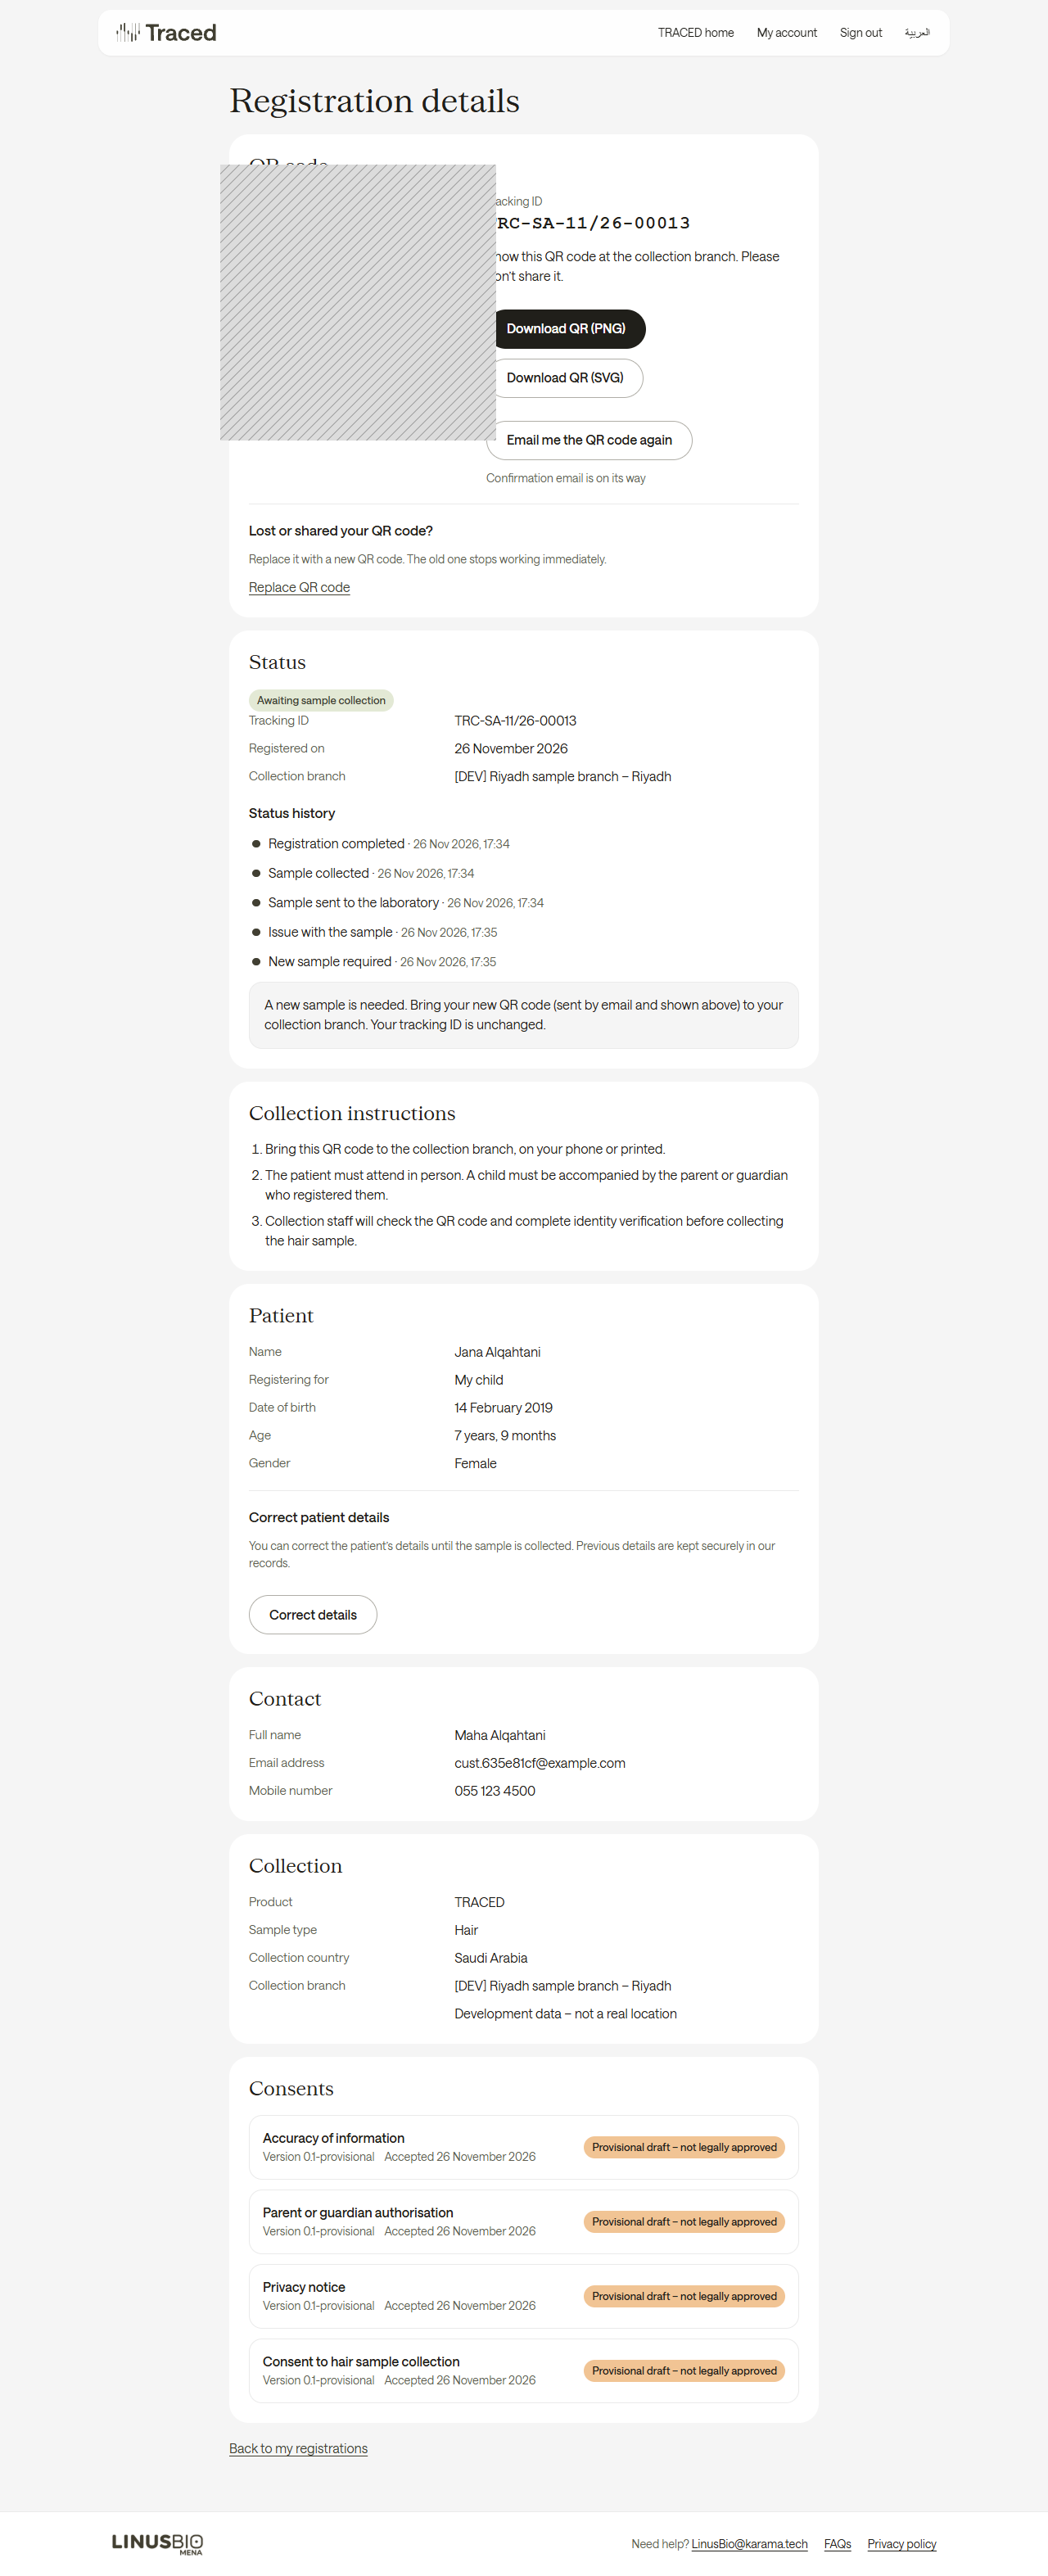 Traced
TRACED home
My account
Sign out
العربية
Registration details
QR code
acking ID
RC-SA-11/26-00013
how this QR code at the collection branch. Please
on't share it.
Download QR (PNG)
Download QR (SVG)
Email me the QR code again
Confirmation email is on its way
Lost or shared your QR code?
Replace it with a new QR code. The old one stops working immediately.
Replace QR code
Status
Awaiting sample collection
Tracking ID TRC-SA-11/26-00013
Registered on 26 November 2026
Collection branch [DEV] Riyadh sample branch – Riyadh
Status history
Registration completed · 26 Nov 2026, 17:34
Sample collected · 26 Nov 2026, 17:34
Sample sent to the laboratory · 26 Nov 2026, 17:34
Issue with the sample · 26 Nov 2026, 17:35
New sample required · 26 Nov 2026, 17:35
A new sample is needed. Bring your new QR code (sent by email and shown above) to your
collection branch. Your tracking ID is unchanged.
Collection instructions
1. Bring this QR code to the collection branch, on your phone or printed.
2. The patient must attend in person. A child must be accompanied by the parent or guardian
who registered them.
3. Collection staff will check the QR code and complete identity verification before collecting
the hair sample.
Patient
Name Jana Alqahtani
Registering for My child
Date of birth 14 February 2019
Age 7 years, 9 months
Gender Female
Correct patient details
You can correct the patient's details until the sample is collected. Previous details are kept securely in our
records.
Correct details
Contact
Full name Maha Alqahtani
Email address cust.635e81cf@example.com
Mobile number 055 123 4500
Collection
Product TRACED
Sample type Hair
Collection country Saudi Arabia
Collection branch [DEV] Riyadh sample branch – Riyadh
Development data – not a real location
Consents
Accuracy of information
Version 0.1-provisional Accepted 26 November 2026
Provisional draft – not legally approved
Parent or guardian authorisation
Version 0.1-provisional Accepted 26 November 2026
Provisional draft – not legally approved
Privacy notice
Version 0.1-provisional Accepted 26 November 2026
Provisional draft – not legally approved
Consent to hair sample collection
Version 0.1-provisional Accepted 26 November 2026
Provisional draft – not legally approved
Back to my registrations
LINUSBIO
MENA
Need help? LinusBio@karama.tech
FAQs
Privacy policy